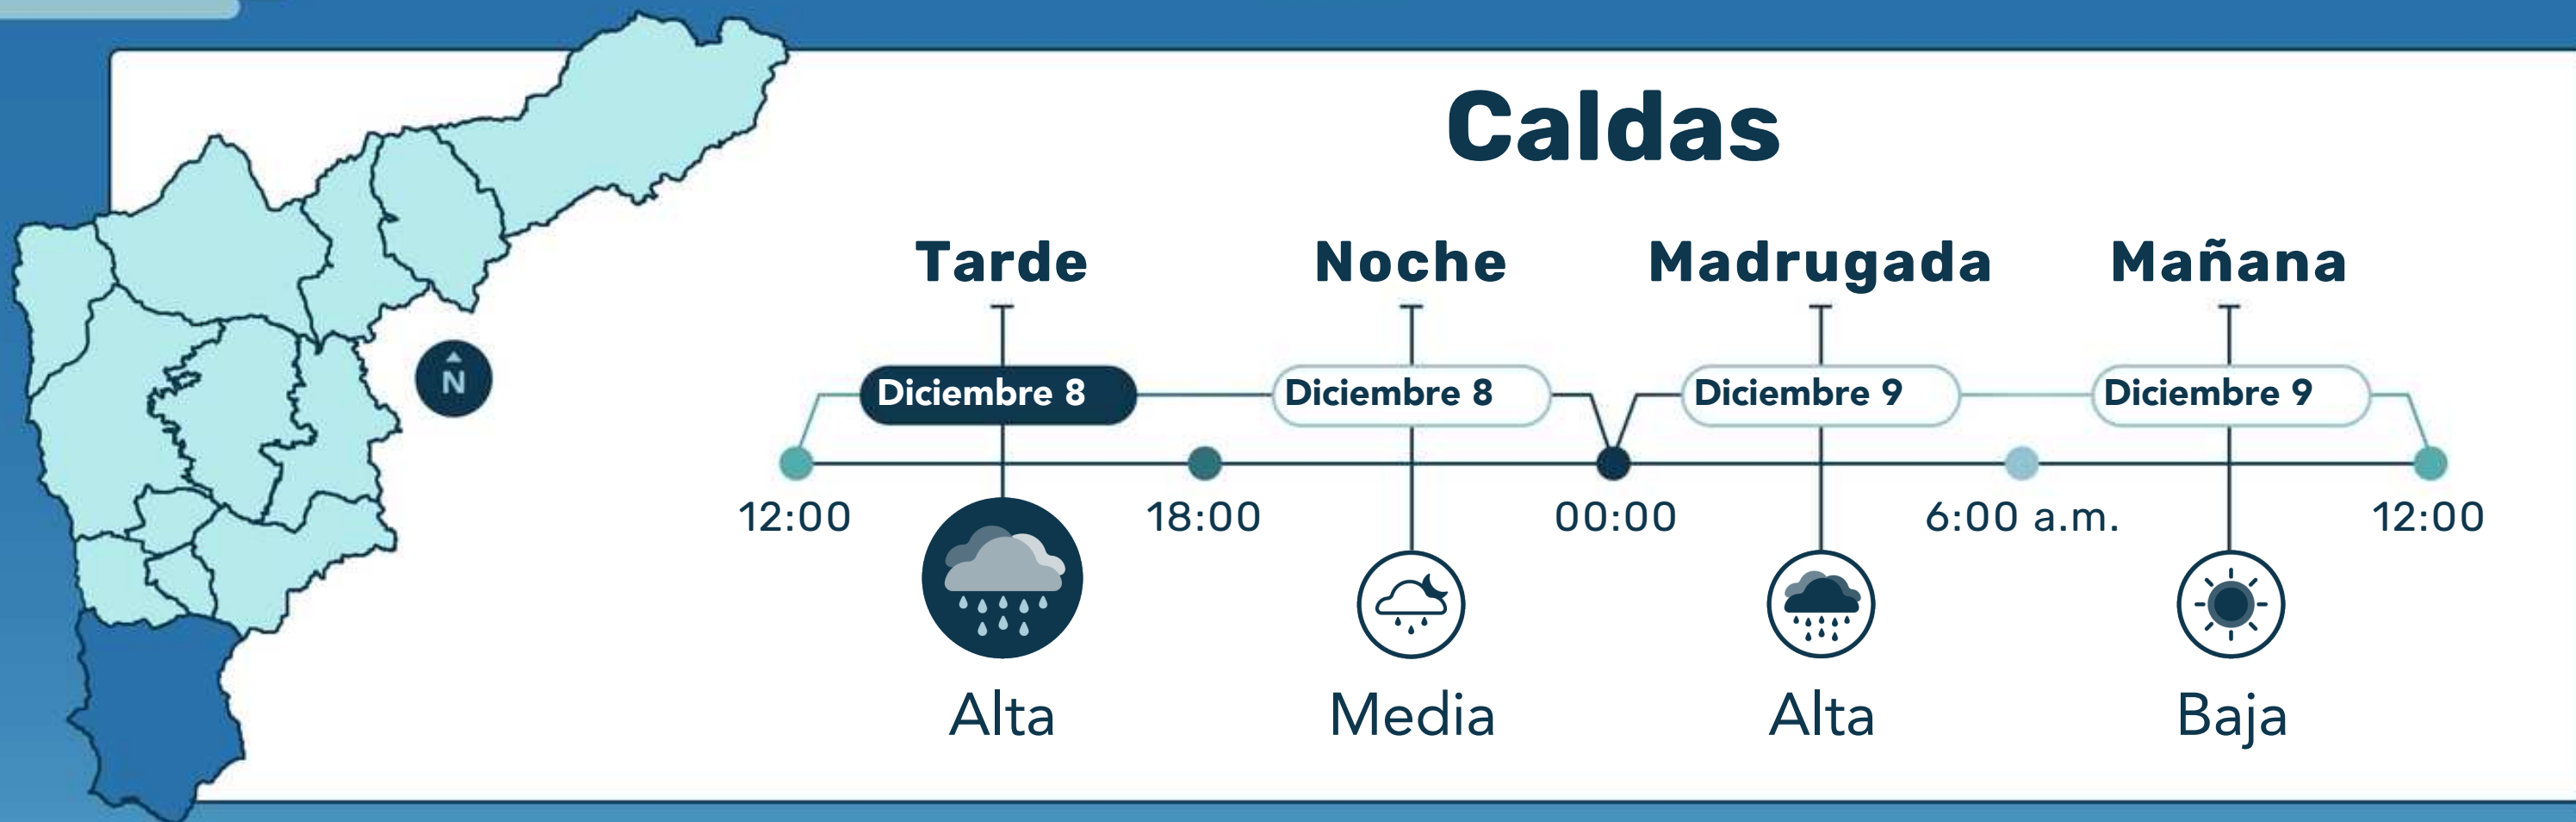 Caldas
Tarde Noche Madrugada Mañana
Diciembre 8 Diciembre 8 Diciembre 9 Diciembre 9
N
12:00 18:00 00:00 6:00 a.m. 12:00
Alta Media Alta Baja